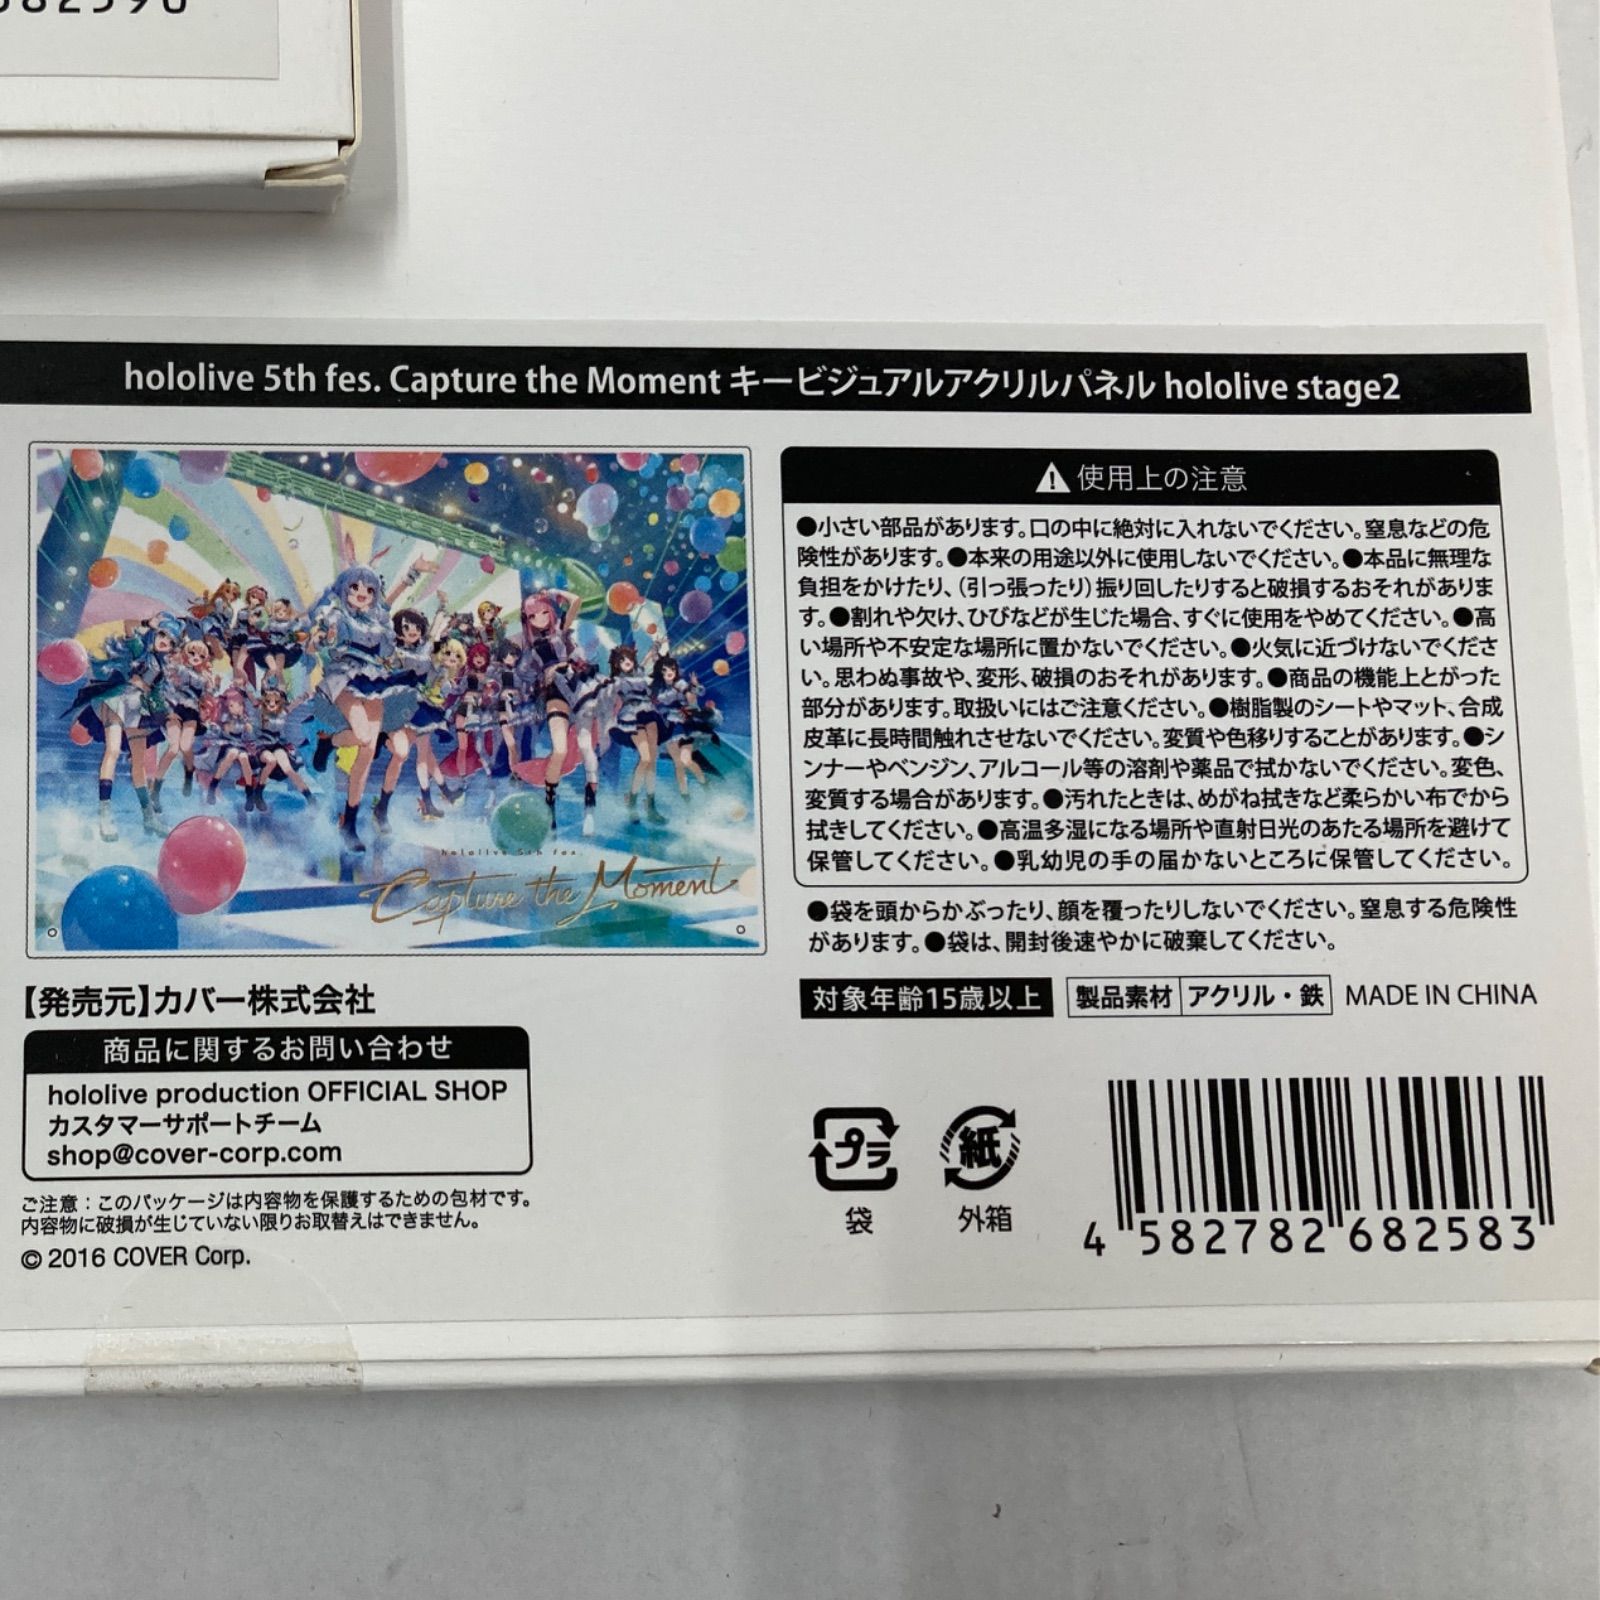 hololive 5th fes. Capture the Moment キービジュアルアクリルパネル hololive stage2
hololive 5th fes.
Capture the Moment
⚠使用上の注意
●小さい部品があります。口の中に絶対に入れないでください。窒息などの危
険性があります。●本来の用途以外に使用しないでください。●本品に無理な
負担をかけたり、(引っ張ったり)振り回したりすると破損するおそれがありま
す。●割れや欠け、ひびなどが生じた場合、すぐに使用をやめてください。●高
い場所や不安定な場所に置かないでください。●火気に近づけないでくださ
い。思わぬ事故や、変形、破損のおそれがあります。●商品の機能上とがった
部分があります。取扱いにはご注意ください。●樹脂製のシートやマット、合成
皮革に長時間触れさせないでください。変質や色移りすることがあります。●シ
ンナーやベンジン、アルコール等の溶剤や薬品で拭かないでください。変色、
変質する場合があります。●汚れたときは、めがね拭きなど柔らかい布でから
拭きしてください。●高温多湿になる場所や直射日光のあたる場所を避けて
保管してください。●乳幼児の手の届かないところに保管してください。
●袋を頭からかぶったり、顔を覆ったりしないでください。窒息する危険性
があります。●袋は、開封後速やかに破棄してください。
対象年齢15歳以上 製品素材 アクリル・鉄 MADE IN CHINA
【発売元】カバー株式会社
商品に関するお問い合わせ
hololive production OFFICIAL SHOP
カスタマーサポートチーム
shop@cover-corp.com
ご注意：このパッケージは内容物を保護するための包材です。
内容物に破損が生じていない限りお取替えはできません。
© 2016 COVER Corp.
プラ 紙
袋 外箱
4 582782 682583